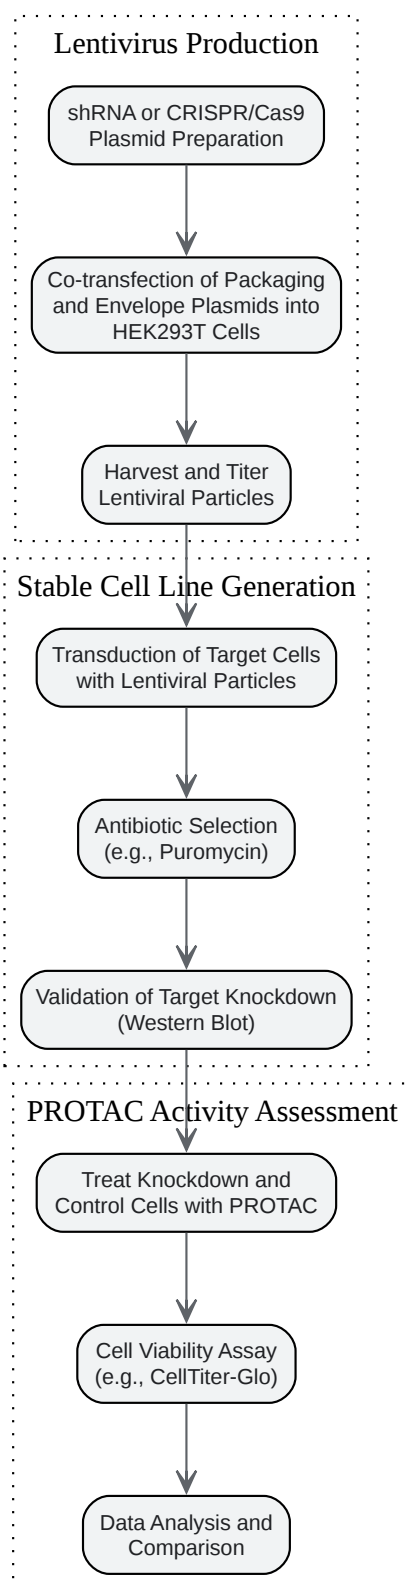 Lentivirus Production
shRNA or CRISPR/Cas9
Plasmid Preparation
Co-transfection of Packaging
and Envelope Plasmids into
HEK293T Cells
Harvest and Titer
Lentiviral Particles
Stable Cell Line Generation
Transduction of Target Cells
with Lentiviral Particles
Antibiotic Selection
(e.g., Puromycin)
Validation of Target Knockdown
(Western Blot)
PROTAC Activity Assessment
Treat Knockdown and
Control Cells with PROTAC
Cell Viability Assay
(e.g., CellTiter-Glo)
Data Analysis and
Comparison